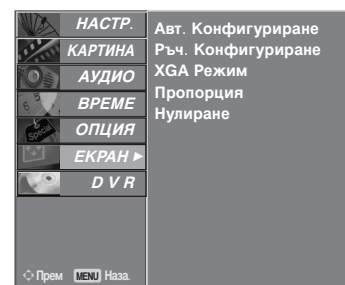 НАСТР.
КАРТИНА
АУДИО
ВРЕМЕ
ОПЦИЯ
ЕКРАН
D V R
Авт. Конфигуриране
Ръч. Конфигуриране
XGA Режим
Пропорция
Нулиране
Прем MENU Наза.